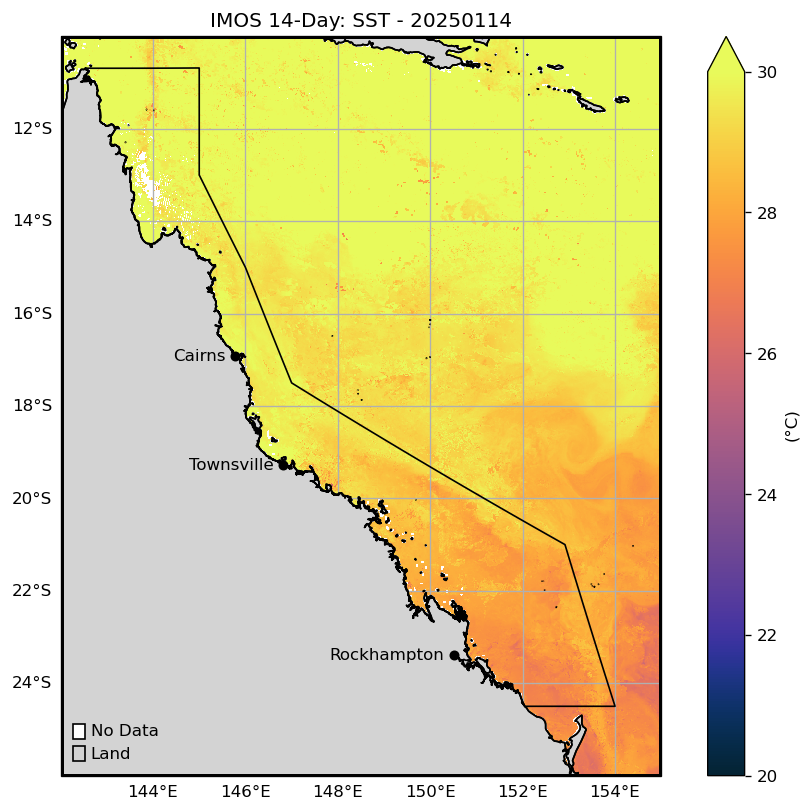 IMOS 14-Day: SST - 20250114
12°S
14°S
16°S
18°S
20°S
22°S
24°S
Cairns
Townsville
Rockhampton
No Data
Land
144°E 146°E 148°E 150°E 152°E 154°E
30
28
26
24
22
20
(°C)